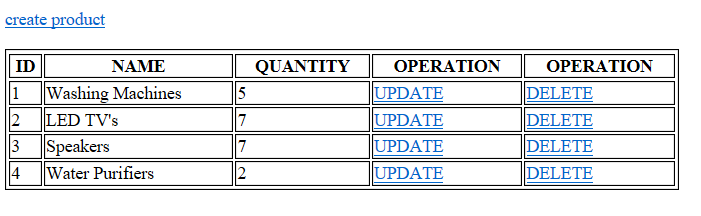 create product
ID NAME QUANTITY OPERATION OPERATION
1 Washing Machines 5 UPDATE DELETE
2 LED TV's 7 UPDATE DELETE
3 Speakers 7 UPDATE DELETE
4 Water Purifiers 2 UPDATE DELETE